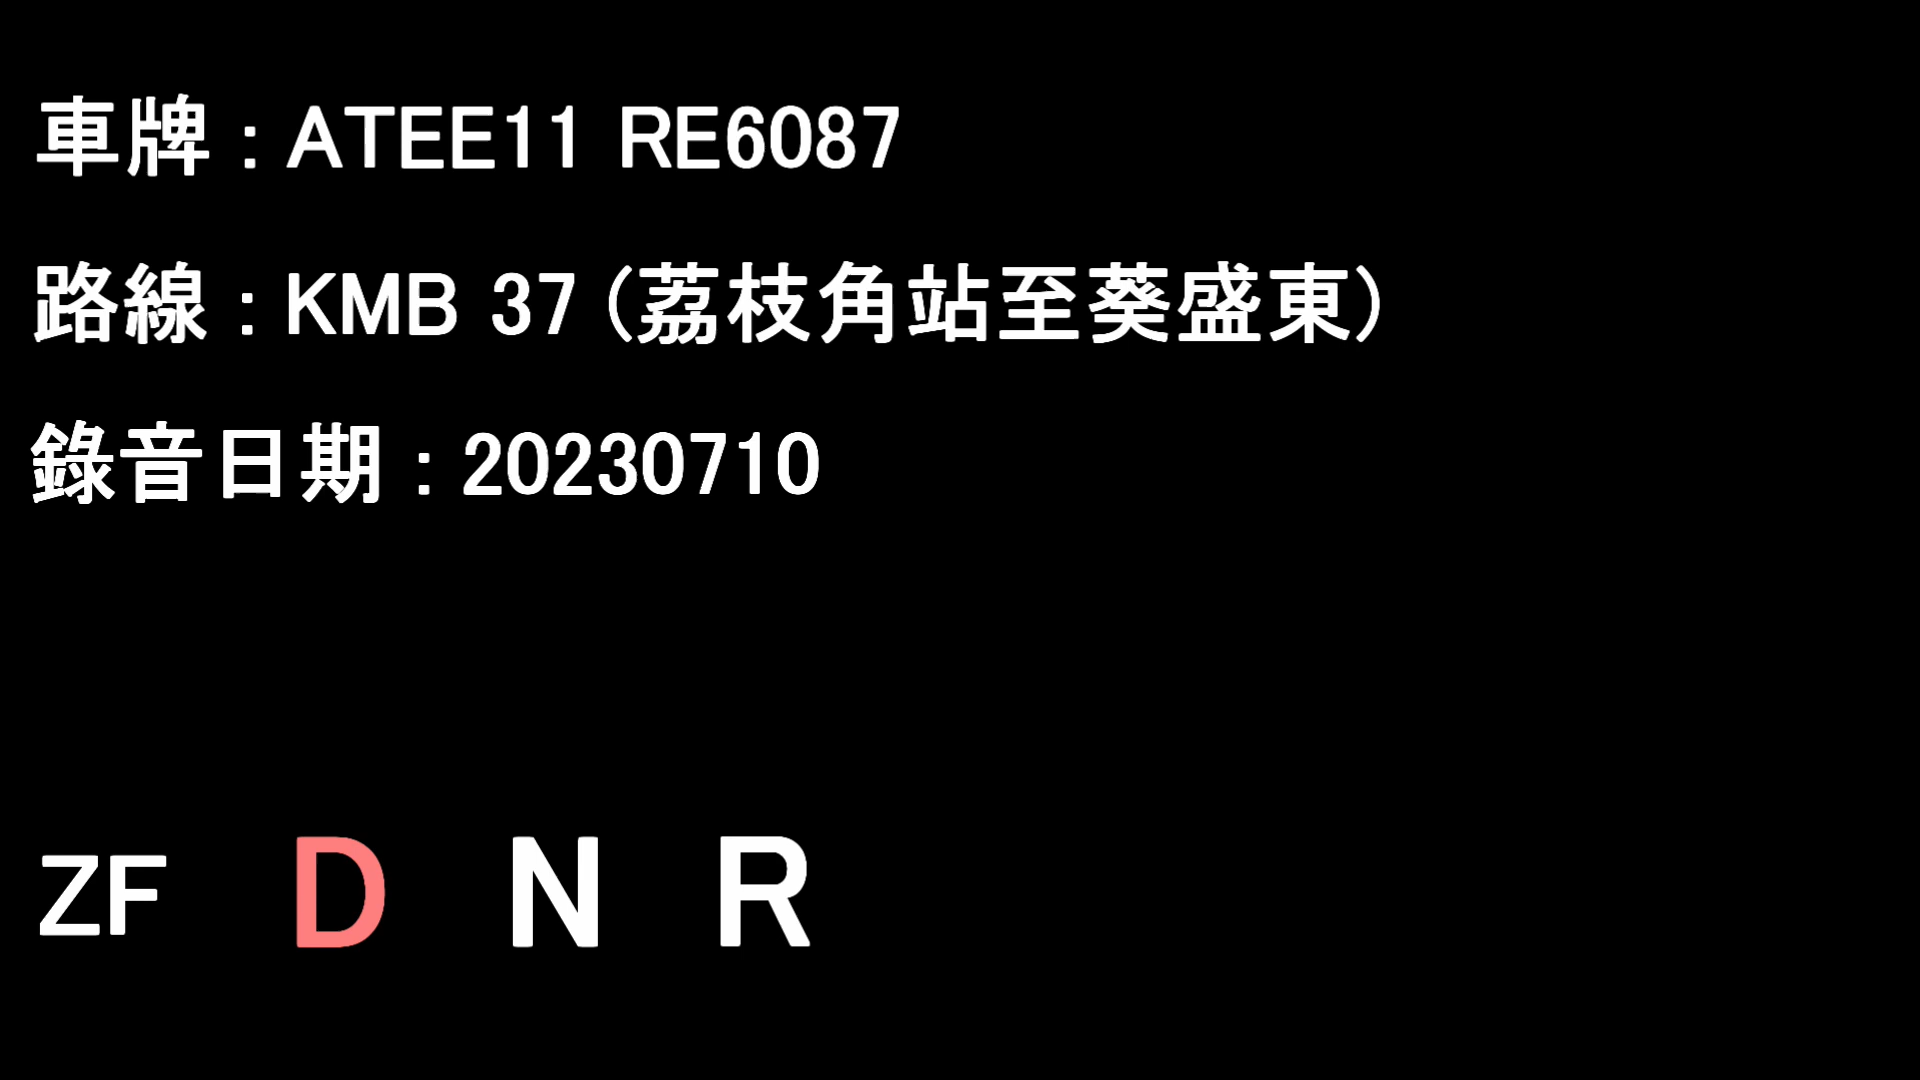 車牌 : ATEE11 RE6087
路線 : KMB 37 (荔枝角站至葵盛東)
錄音日期 : 20230710
ZF D N R